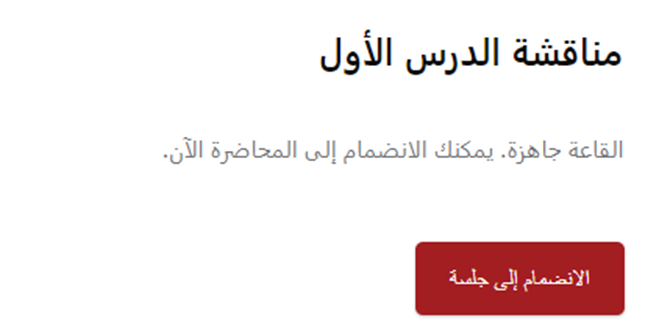 مناقشة الدرس الأول
القاعة جاهزة. يمكنك الانضمام إلى المحاضرة الآن.
الانضمام إلى جلسة